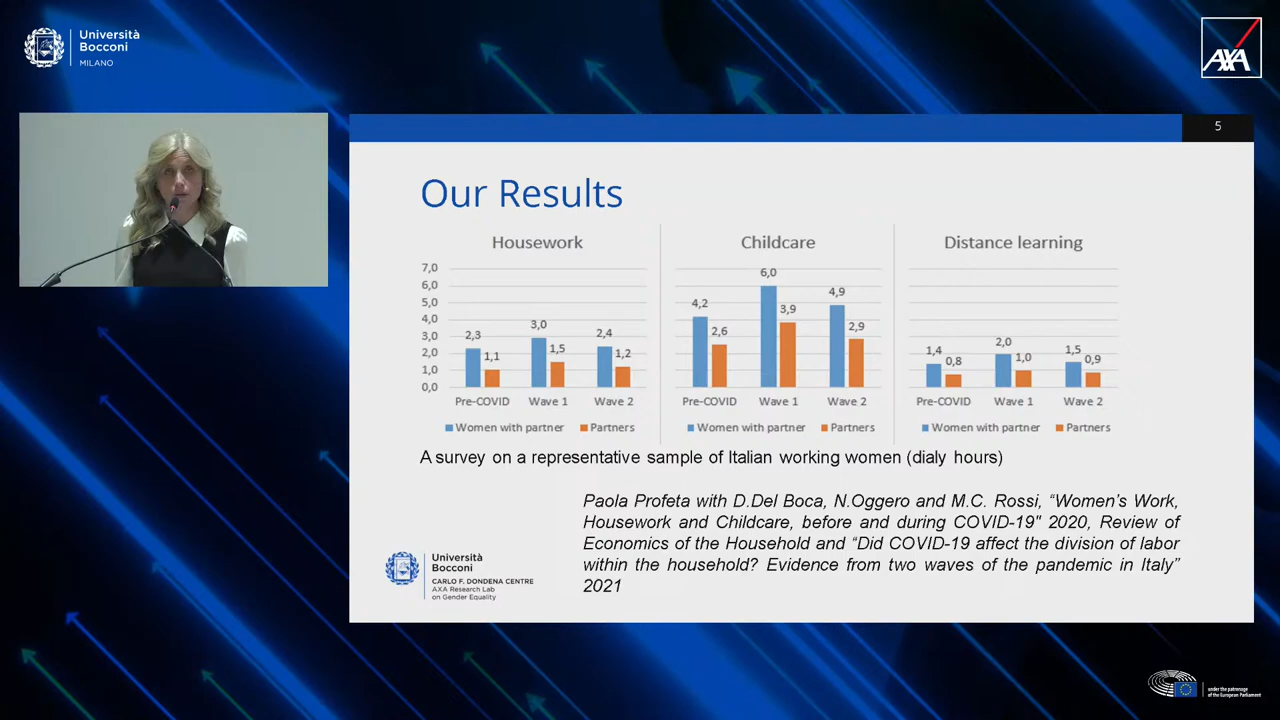 Università
Bocconi
MILANO
AXA
5
Our Results
Housework
7,0
6,0
5,0
4,0
3,0
2,0
1,0
0,0
2,3
1,1
3,0
1,5
2,4
1,2
Pre-COVID Wave 1 Wave 2
Women with partner Partners
Childcare
4,2
2,6
6,0
3,9
4,9
2,9
Pre-COVID Wave 1 Wave 2
Women with partner Partners
Distance learning
1,4
0,8
2,0
1,0
1,5
0,9
Pre-COVID Wave 1 Wave 2
Women with partner Partners
A survey on a representative sample of Italian working women (dialy hours)
Paola Profeta with D.Del Boca, N.Oggero and M.C. Rossi, “Women’s Work,
Housework and Childcare, before and during COVID-19" 2020, Review of
Economics of the Household and “Did COVID-19 affect the division of labor
within the household? Evidence from two waves of the pandemic in Italy”
2021
Università
Bocconi
CARLO F. DONDENA CENTRE
AXA Research Lab
on Gender Equality
under the patronage
of the European Parliament